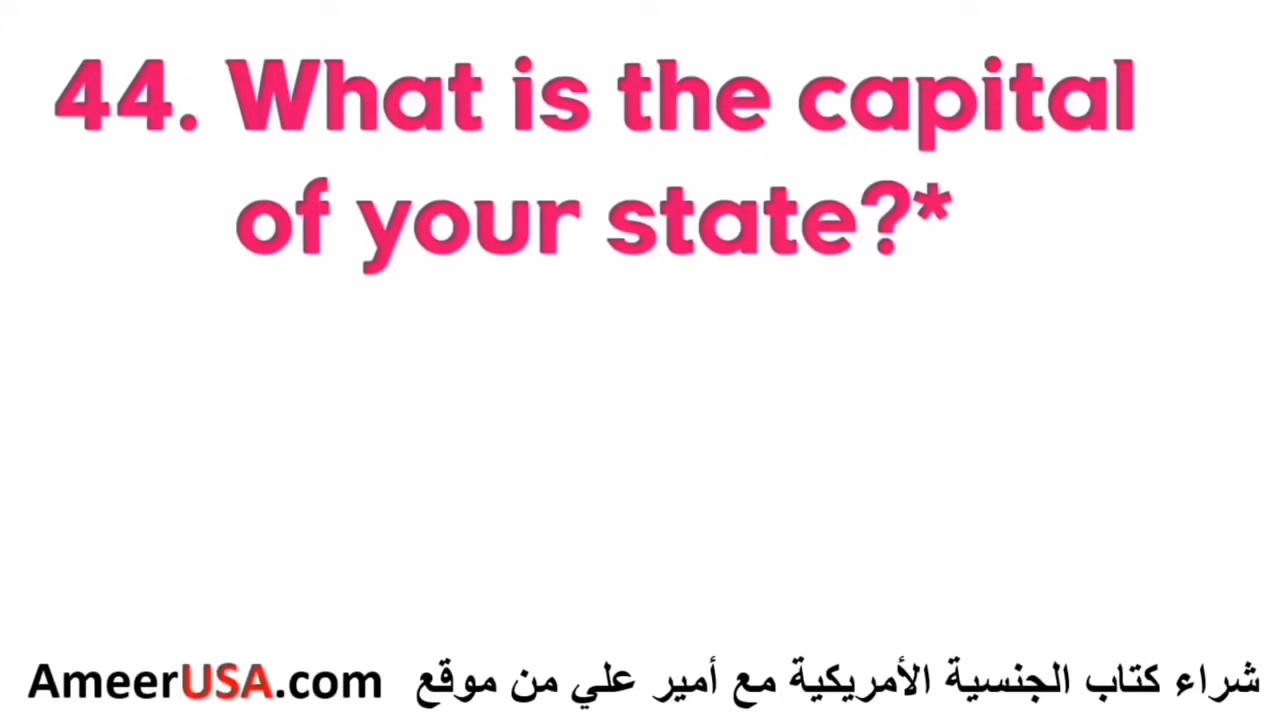 44. What is the capital
of your state?*
AmeerUSA.com شراء كتاب الجنسية الأمريكية مع أمير علي من موقع